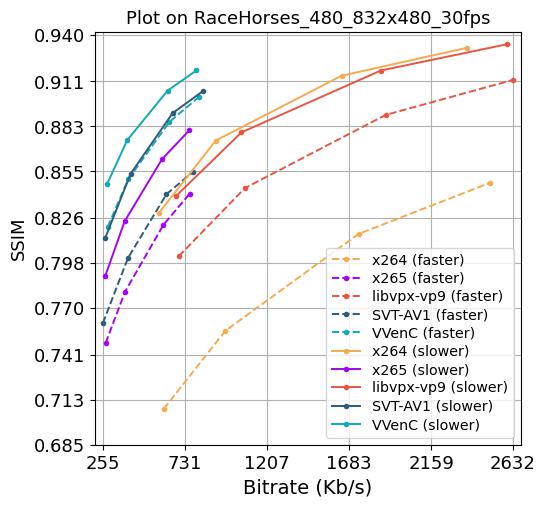 Plot on RaceHorses_480_832x480_30fps
0.940
0.911
0.883
0.855
0.826
0.798
0.770
0.741
0.713
0.685
SSIM
x264 (faster)
x265 (faster)
libvpx-vp9 (faster)
SVT-AV1 (faster)
VVenC (faster)
x264 (slower)
x265 (slower)
libvpx-vp9 (slower)
SVT-AV1 (slower)
VVenC (slower)
255 731 1207 1683 2159 2632
Bitrate (Kb/s)